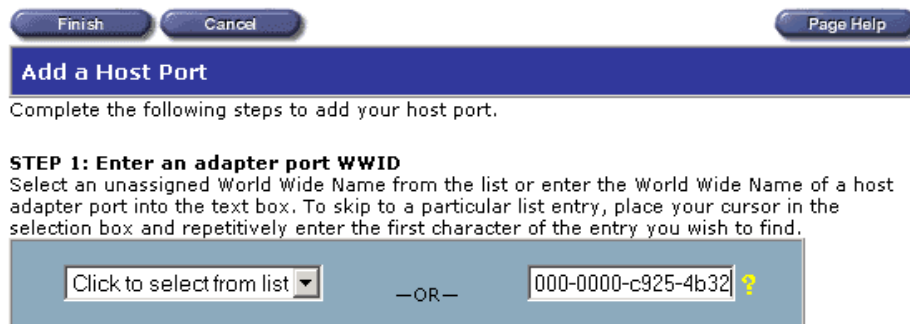 Finish Cancel Page Help
Add a Host Port
Complete the following steps to add your host port.
STEP 1: Enter an adapter port WWID
Select an unassigned World Wide Name from the list or enter the World Wide Name of a host
adapter port into the text box. To skip to a particular list entry, place your cursor in the
selection box and repetitively enter the first character of the entry you wish to find.
Click to select from list —OR— 000-0000-c925-4b32 ?